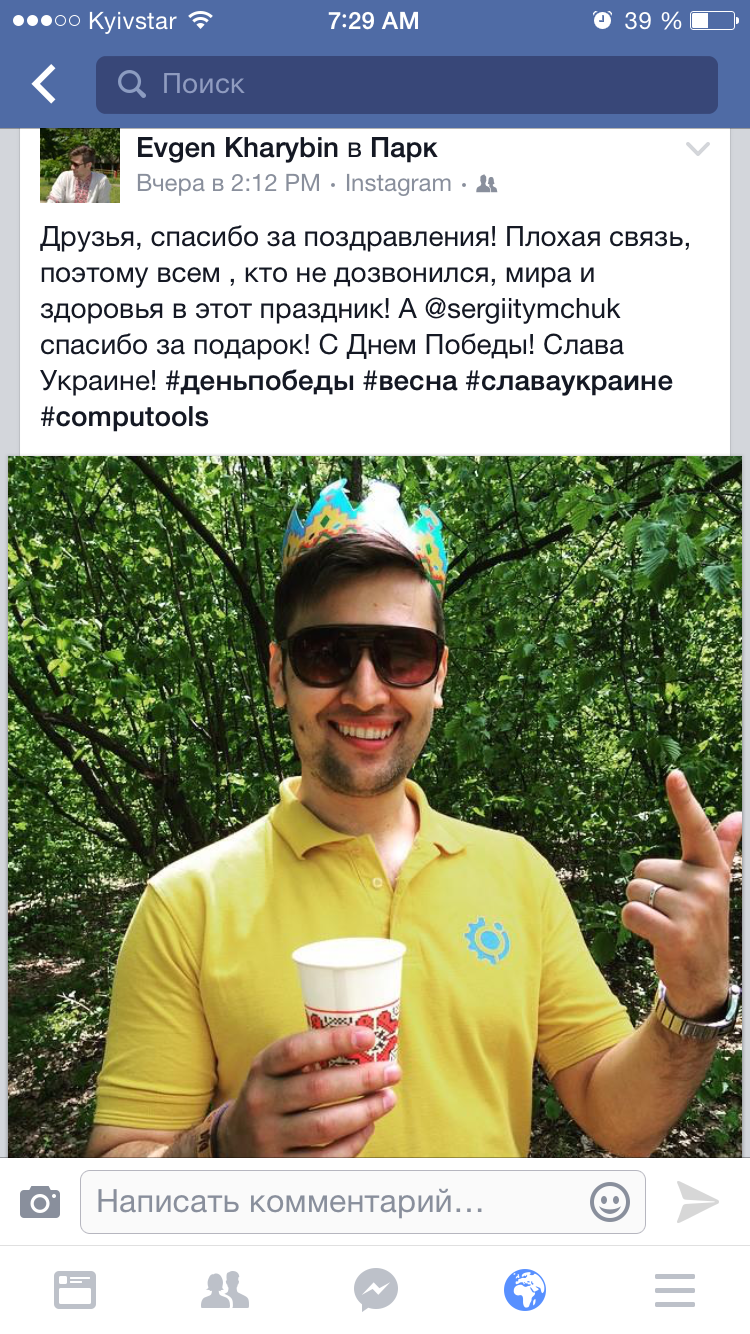 Kyivstar 7:29 AM 39 %
Поиск
Evgen Kharybin в Парк
Вчера в 2:12 PM · Instagram ·
Друзья, спасибо за поздравления! Плохая связь,
поэтому всем , кто не дозвонился, мира и
здоровья в этот праздник! А @sergiitymchuk
спасибо за подарок! С Днем Победы! Слава
Украине! #деньпобеды #весна #славаукраине
#computools
Написать комментарий...